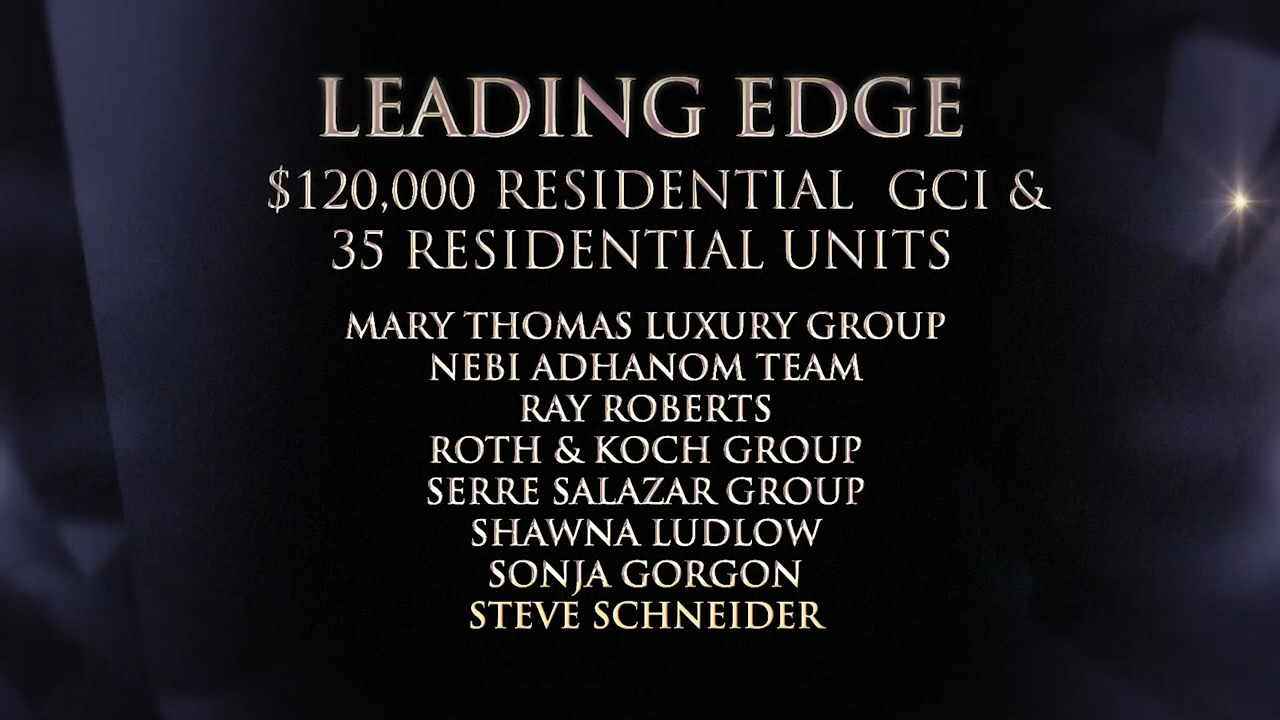 LEADING EDGE
$120,000 RESIDENTIAL GCI &
35 RESIDENTIAL UNITS
MARY THOMAS LUXURY GROUP
NEBI ADHANOM TEAM
RAY ROBERTS
ROTH & KOCH GROUP
SERRE SALAZAR GROUP
SHAWNA LUDLOW
SONJA GORGON
STEVE SCHNEIDER